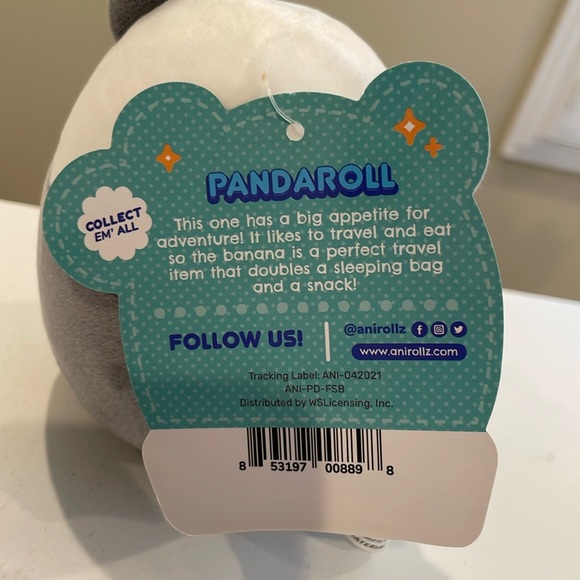 PANDAROLL
COLLECT
EM' ALL
This one has a big appetite for
adventure! It likes to travel and eat
so the banana is a perfect travel
item that doubles a sleeping bag
and a snack!
FOLLOW US!
@anirollz
www.anirollz.com
Tracking Label: ANI-042021
ANI-PD-FSB
Distributed by WSLicensing, Inc.
8 53197 00889 8